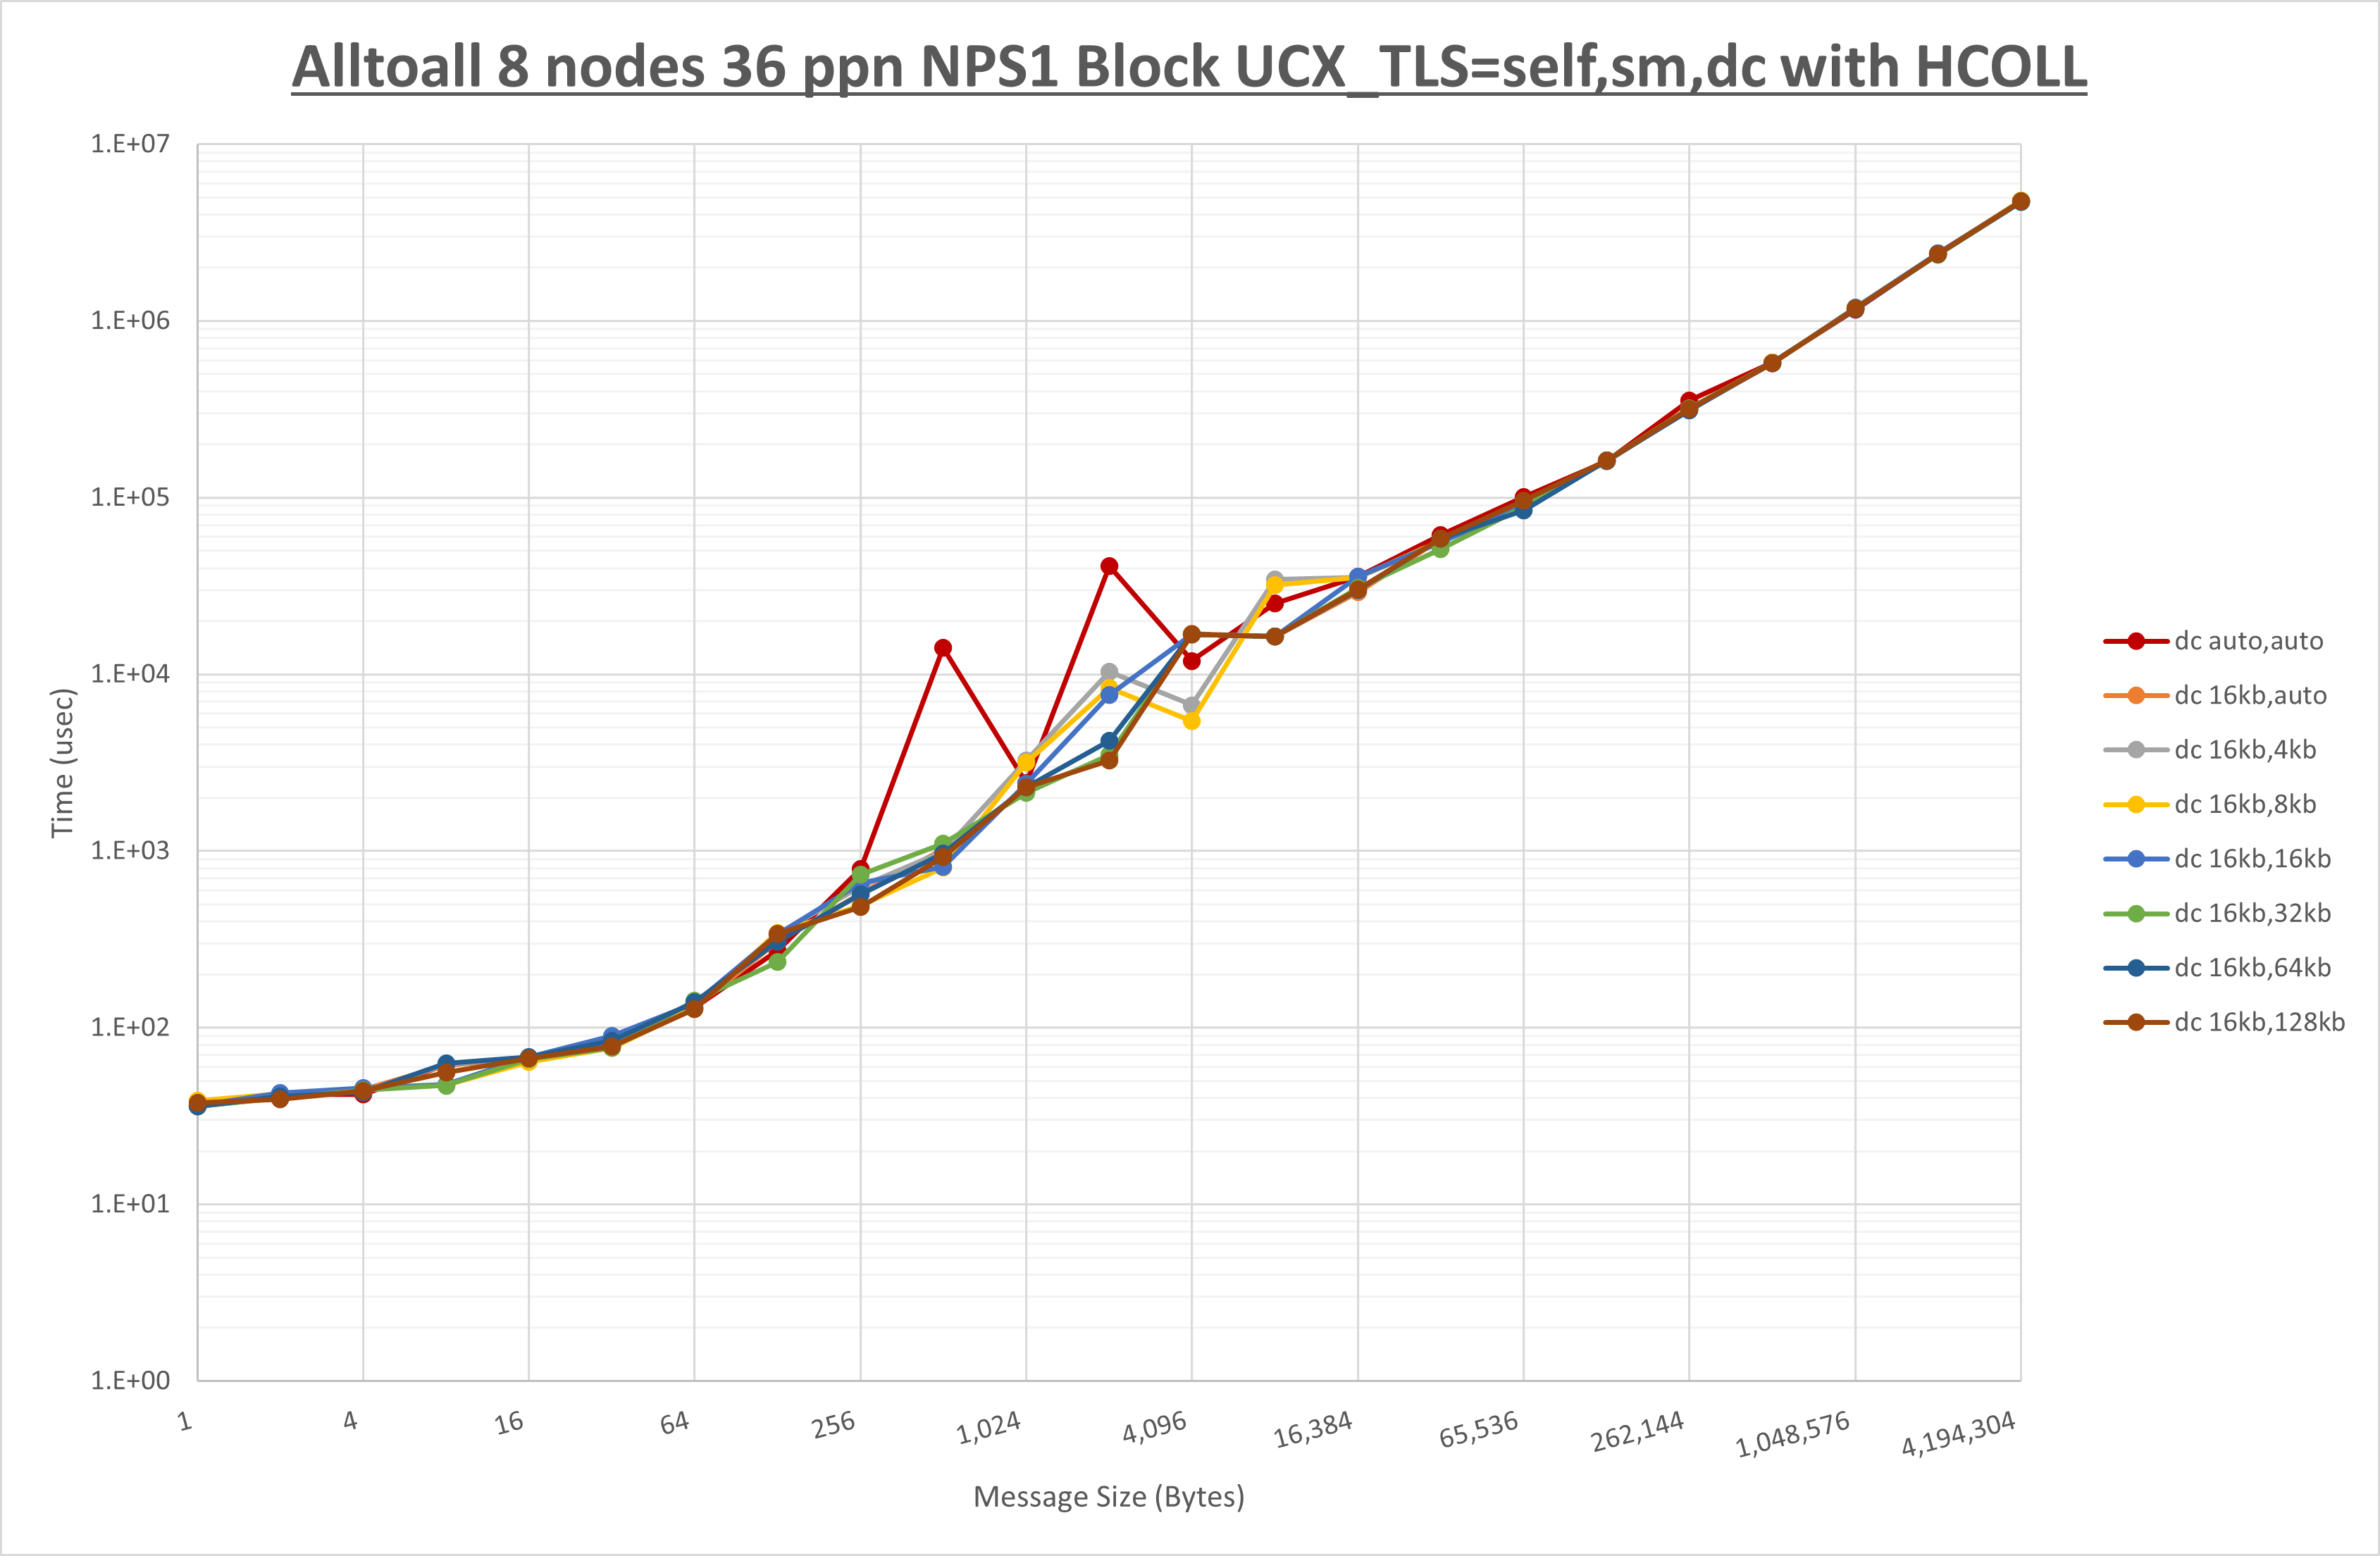 Alltoall 8 nodes 36 ppn NPS1 Block UCX_TLS=self,sm,dc with HCOLL
1.E+07
1.E+06
1.E+05
1.E+04
1.E+03
1.E+02
1.E+01
1.E+00
Time (usec)
1
4
16
64
256
1,024
4,096
16,384
65,536
262,144
1,048,576
4,194,304
Message Size (Bytes)
dc auto,auto
dc 16kb,auto
dc 16kb,4kb
dc 16kb,8kb
dc 16kb,16kb
dc 16kb,32kb
dc 16kb,64kb
dc 16kb,128kb